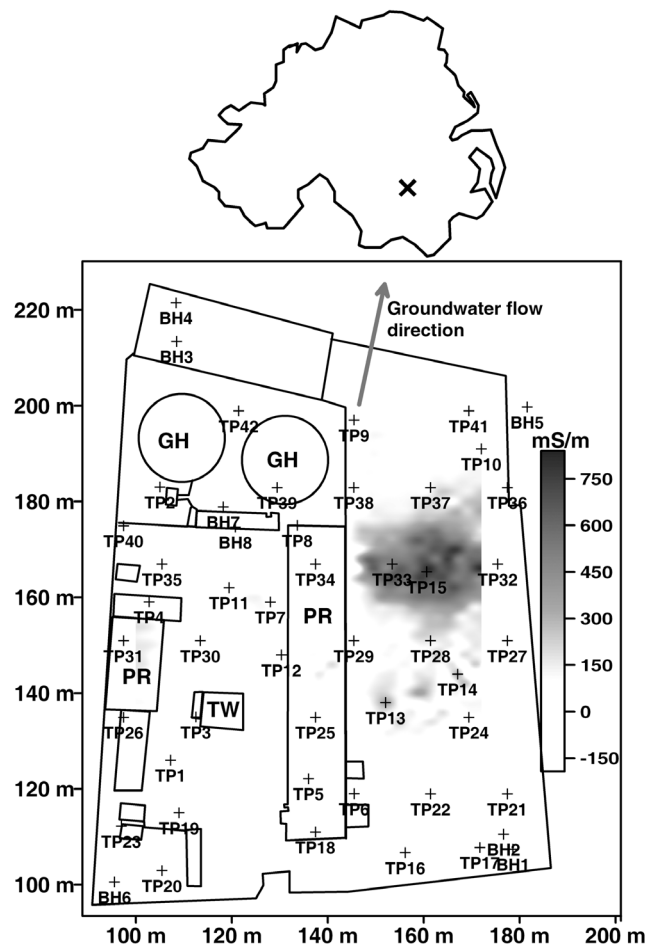 Groundwater flow
direction
220 m
200 m
180 m
160 m
140 m
120 m
100 m
BH4
BH3
TP42
TP9
TP41
BH5
GH
GH
TP10
mS/m
TP2
TP39
TP38
TP37
TP36
750
BH7
TP40
BH8
TP8
600
TP35
TP34
TP33
TP15
TP32
450
TP4
TP11
TP7
PR
300
TP31
TP30
TP12
TP29
TP28
TP27
150
PR
TP14
TP26
TP3
TW
TP25
TP13
TP24
0
TP1
-150
TP5
TP6
TP22
TP21
TP23
TP19
TP18
BH2
TP20
TP16
TP17
BH1
BH6
100 m
120 m
140 m
160 m
180 m
200 m